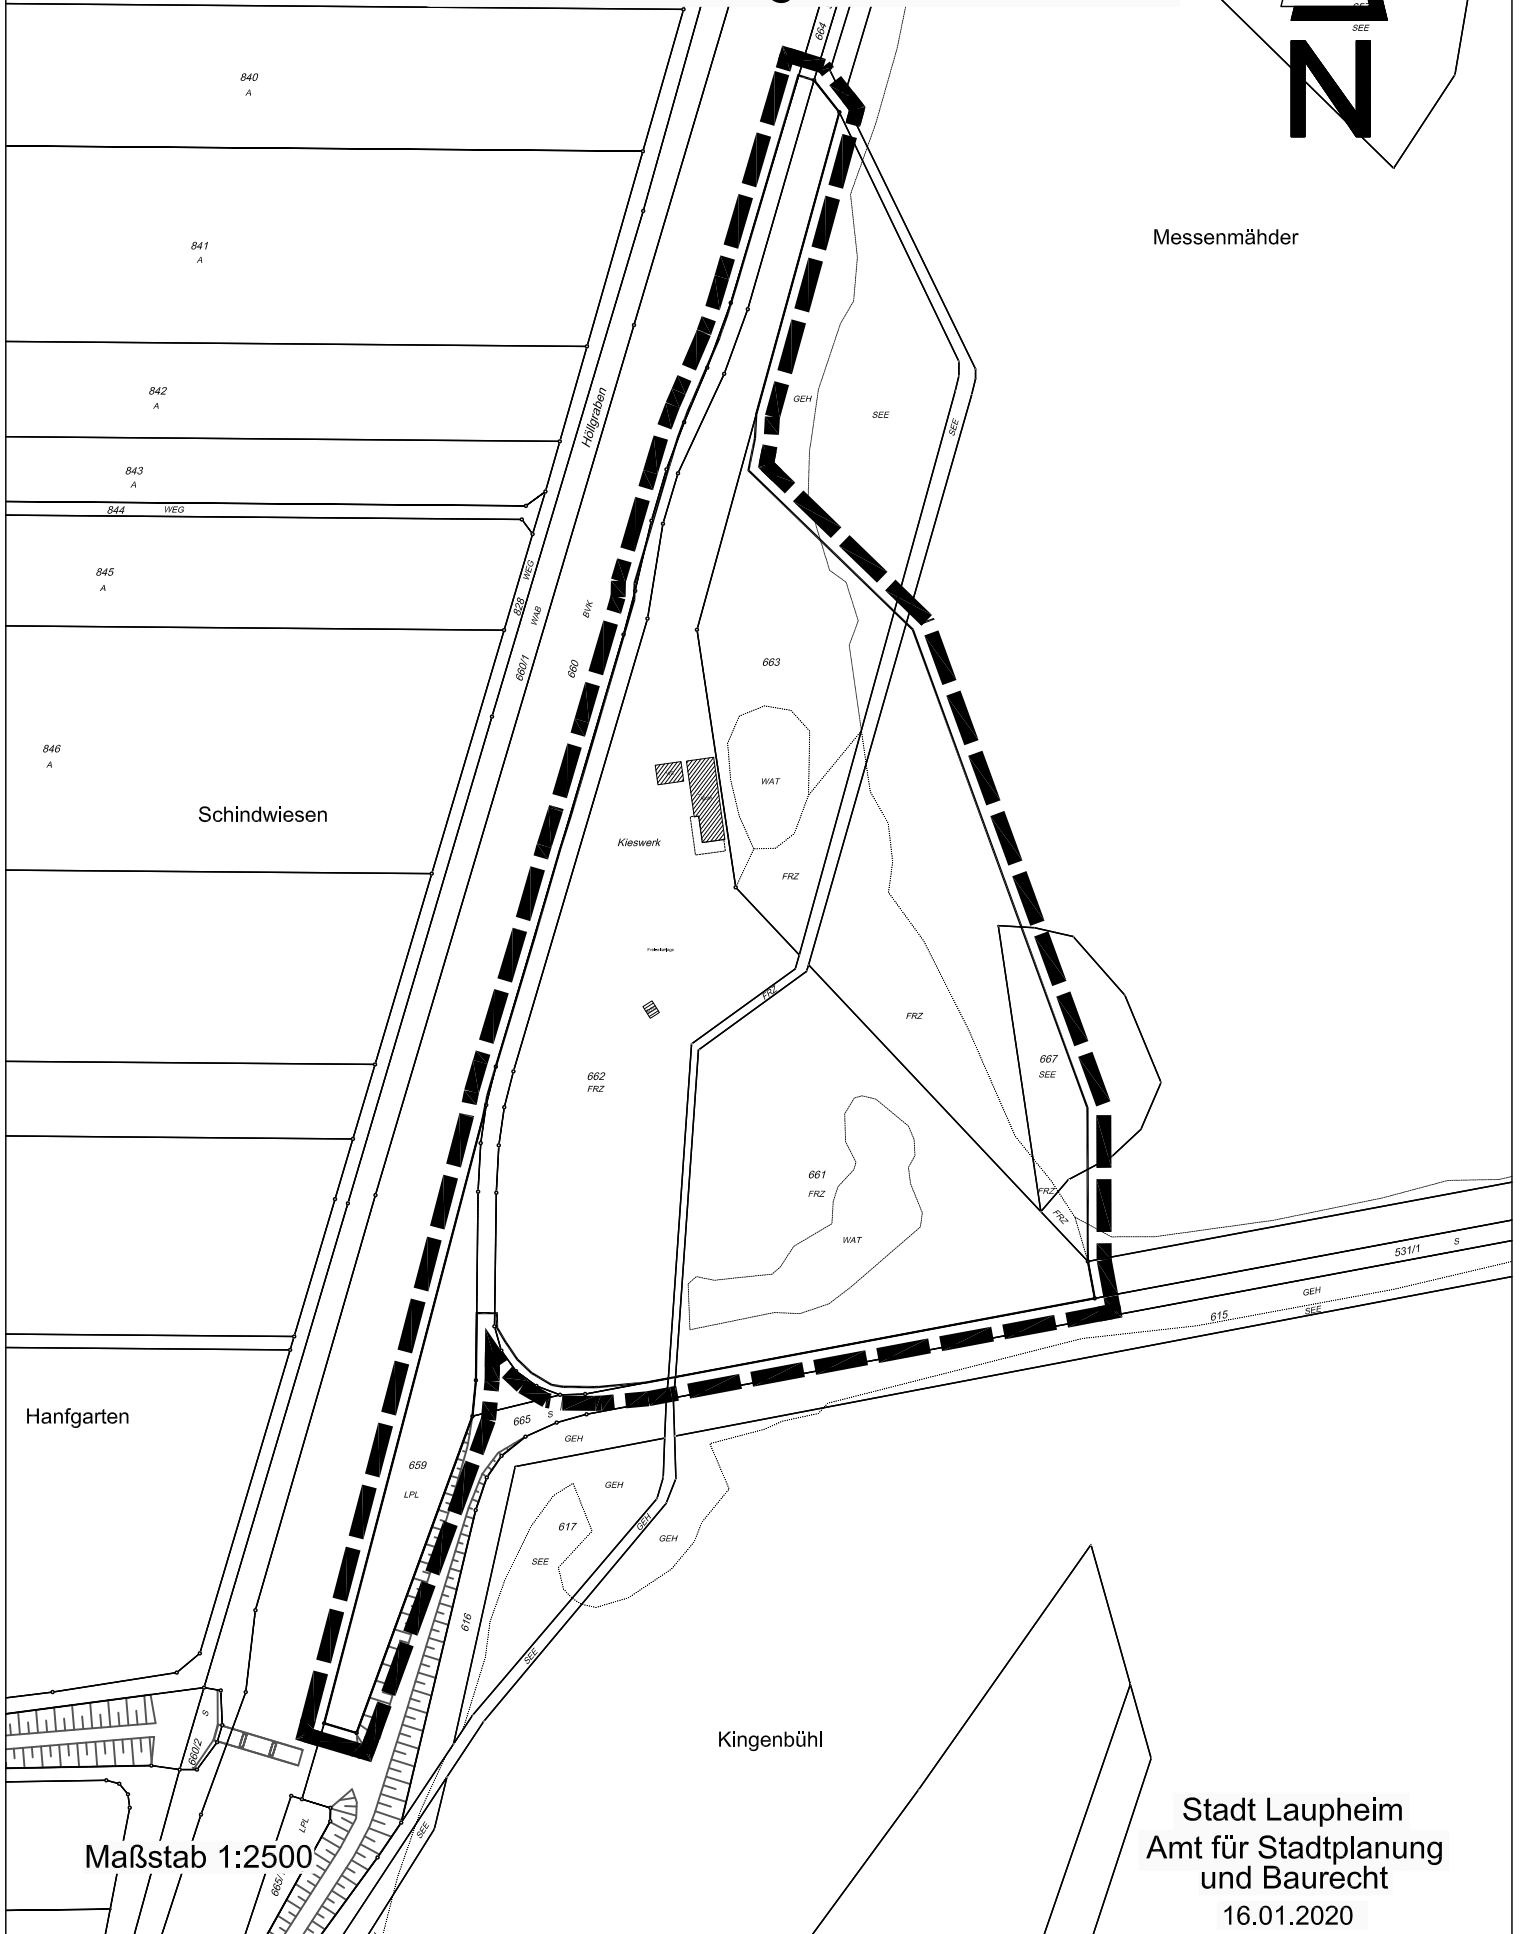 664
SEE
N
840
A
841
A
Messenmähder
842
A
Höllgraben
GEH
SEE
SEE
843
A
844 WEG
845
A
WEG
828
WAB
BVK
660/1
660
663
846
A
WAT
Schindwiesen
Kieswerk
FRZ
FRZ
FRZ
662
FRZ
667
SEE
661
FRZ
FRZ
FRZ
WAT
531/1 S
GEH
SEE
615
Hanfgarten
665 S
GEH
659
LPL
GEH
617
GEH
GEH
SEE
616
SEE
S
660/2
Kingenbühl
LPL
SEE
Maßstab 1:2500
Stadt Laupheim
Amt für Stadtplanung
und Baurecht
16.01.2020